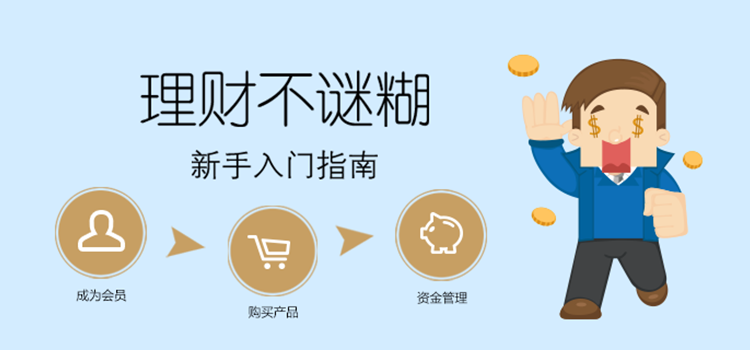 理财不谜糊
新手入门指南
成为会员
购买产品
资金管理